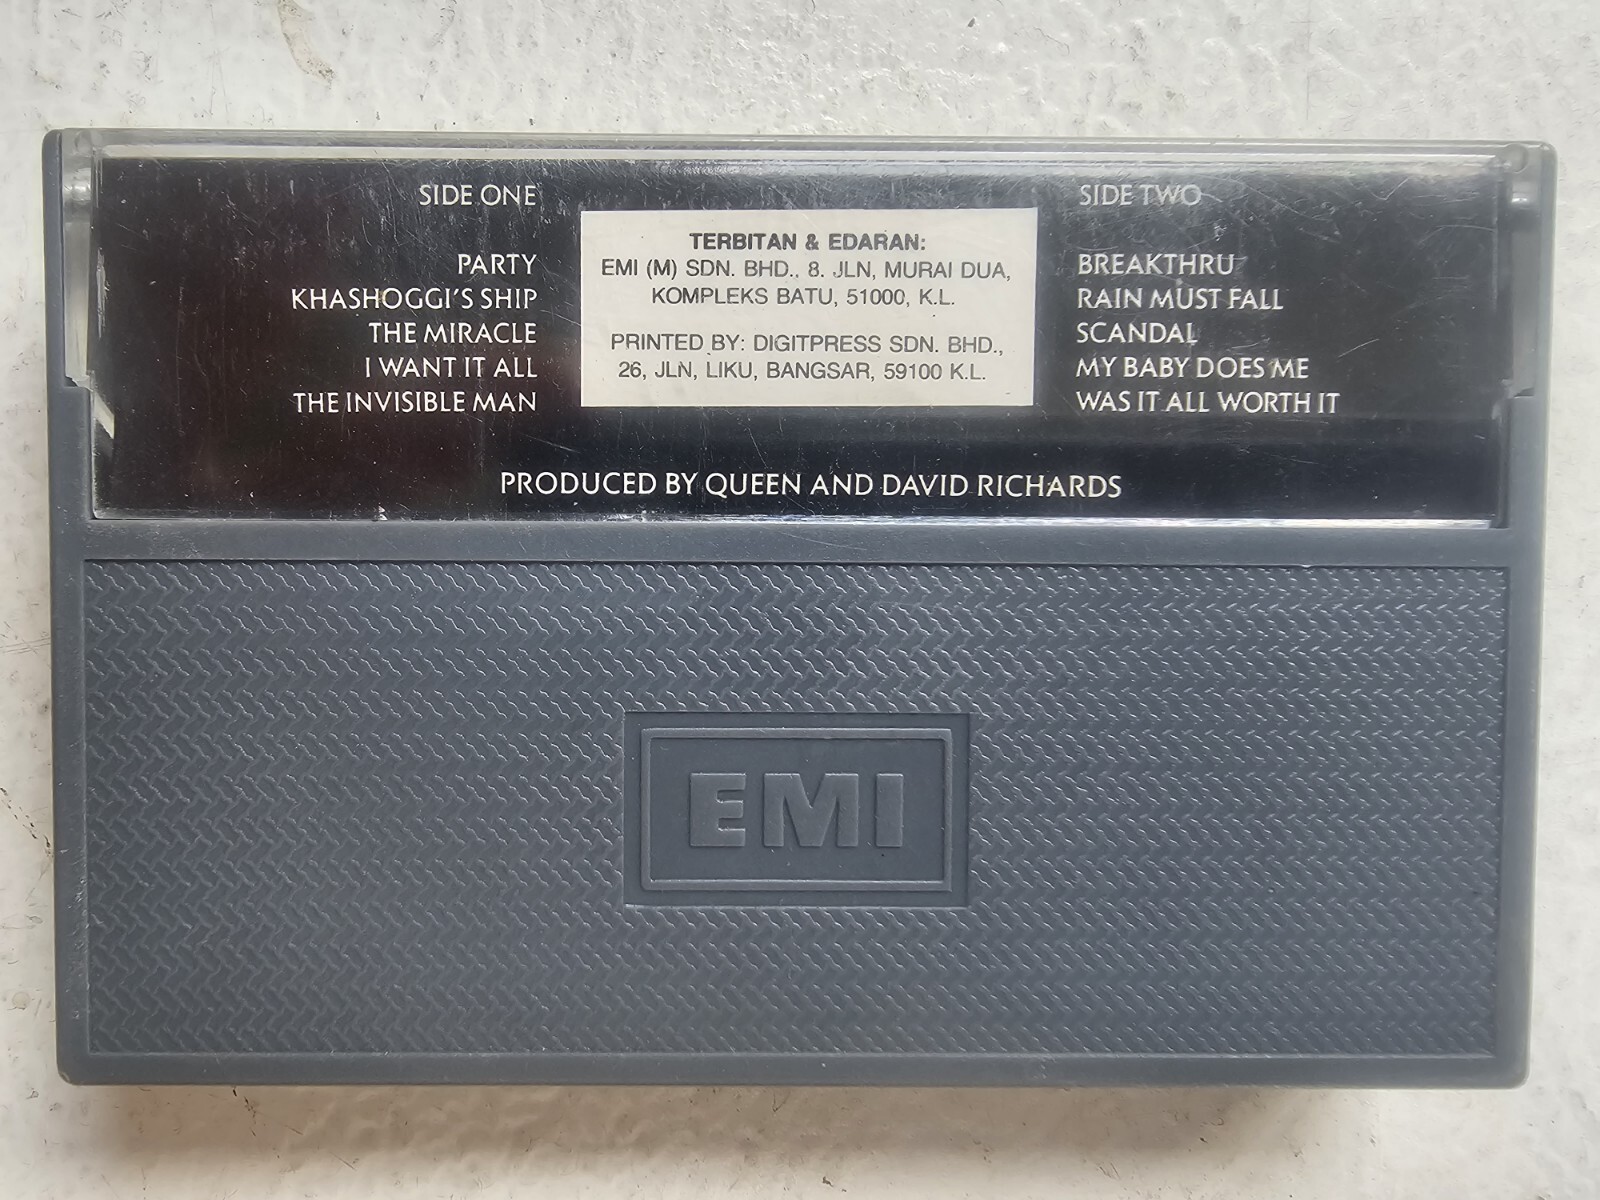 SIDE ONE
PARTY
KHASHOGGI'S SHIP
THE MIRACLE
I WANT IT ALL
THE INVISIBLE MAN
TERBITAN & EDARAN:
EMI (M) SDN. BHD., 8. JLN, MURAI DUA,
KOMPLEKS BATU, 51000, K.L.
PRINTED BY: DIGITPRESS SDN. BHD.,
26, JLN, LIKU, BANGSAR, 59100 K.L.
SIDE TWO
BREAKTHRU
RAIN MUST FALL
SCANDAL
MY BABY DOES ME
WAS IT ALL WORTH IT
PRODUCED BY QUEEN AND DAVID RICHARDS
EMI